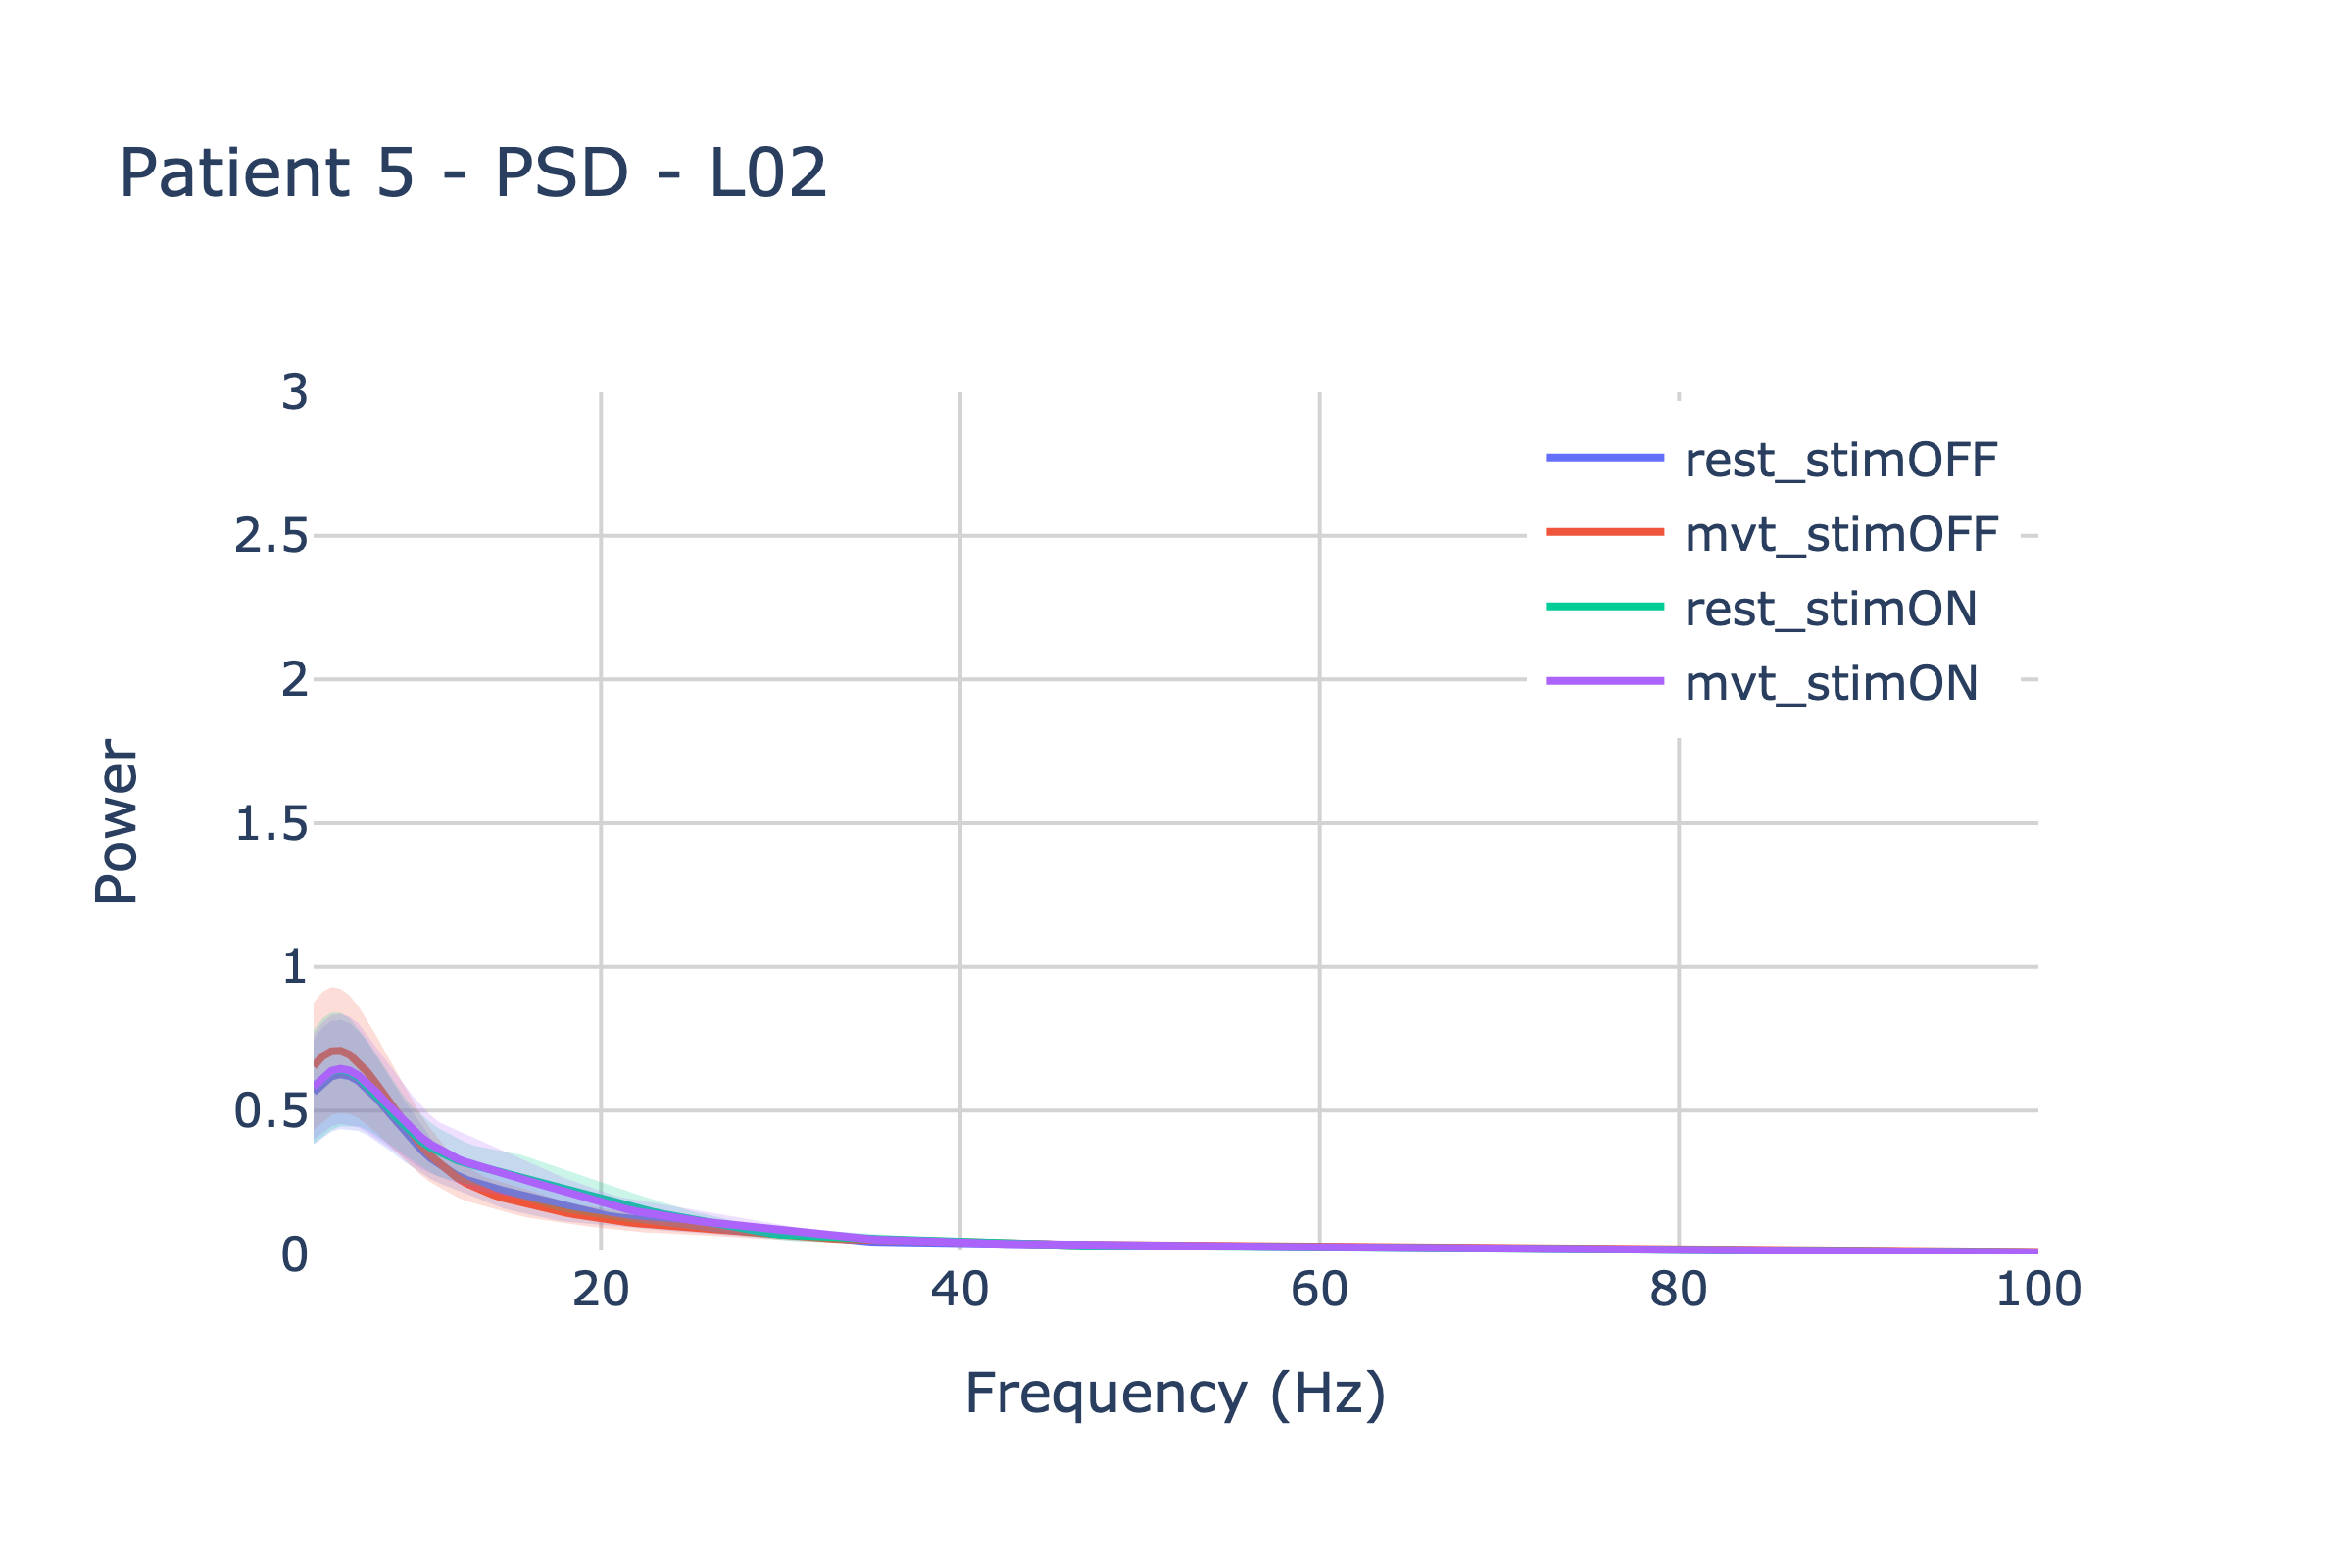 Patient 5 - PSD - L02
3
2.5
2
1.5
1
0.5
0
Power
rest_stimOFF
mvt_stimOFF
rest_stimON
mvt_stimON
20 40 60 80 100
Frequency (Hz)